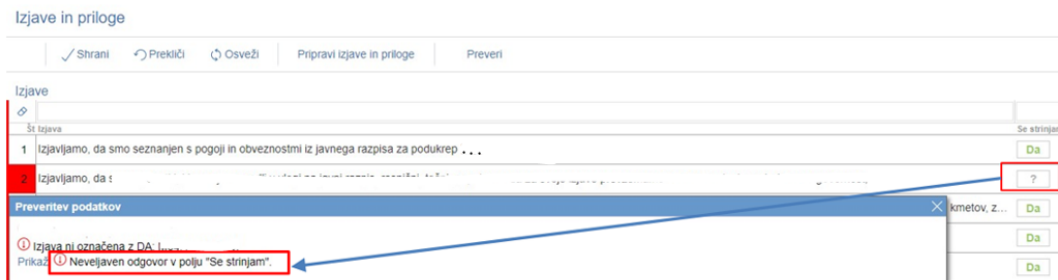 Izjave in priloge
Shrani Prekliči Osveži Pripravi izjave in priloge Preveri
Izjave
Št Izjava Se strinjam
1 Izjavljamo, da smo seznanjen s pogoji in obveznostmi iz javnega razpisa za podukrep ... Da
2 Izjavljamo, da ?
Preveritev podatkov
kmetov, z... Da
Izjava ni označena z DA: Da
Prikaž Neveljaven odgovor v polju "Se strinjam". Da